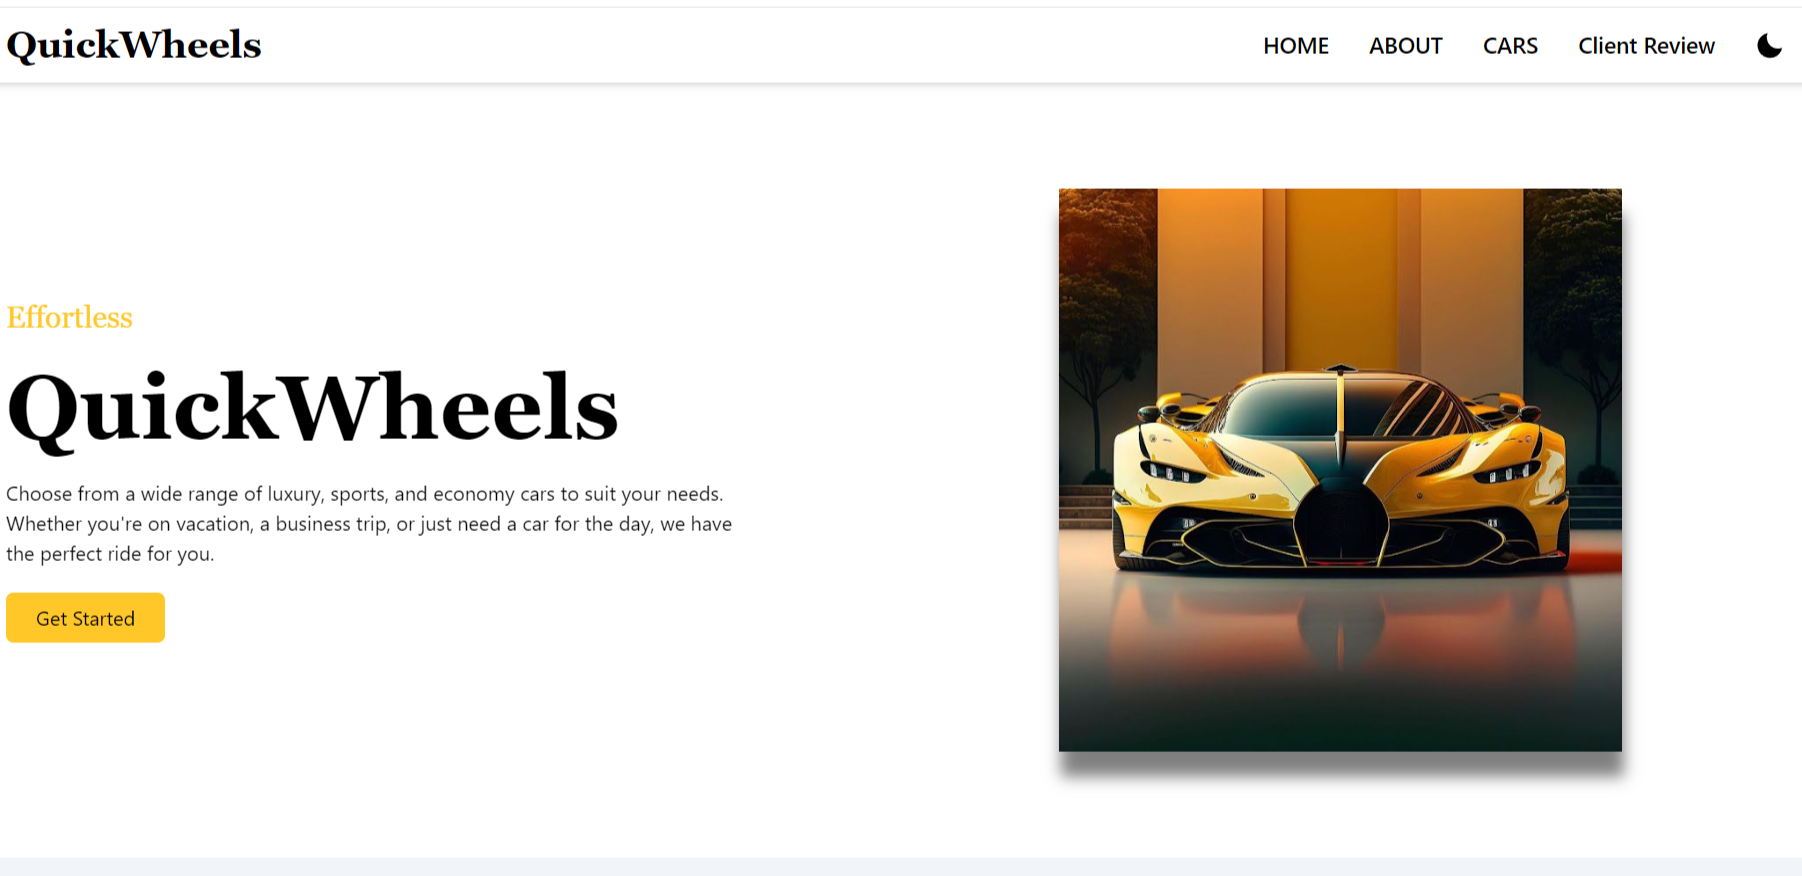 QuickWheels
HOME ABOUT CARS Client Review
Effortless
QuickWheels
Choose from a wide range of luxury, sports, and economy cars to suit your needs.
Whether you're on vacation, a business trip, or just need a car for the day, we have
the perfect ride for you.
Get Started